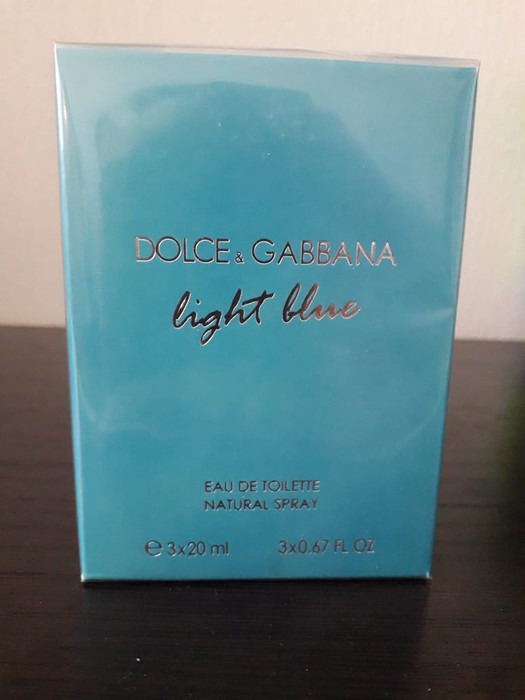 DOLCE & GABBANA
light blue
EAU DE TOILETTE
NATURAL SPRAY
℮ 3x20 ml 3x0.67 FL OZ